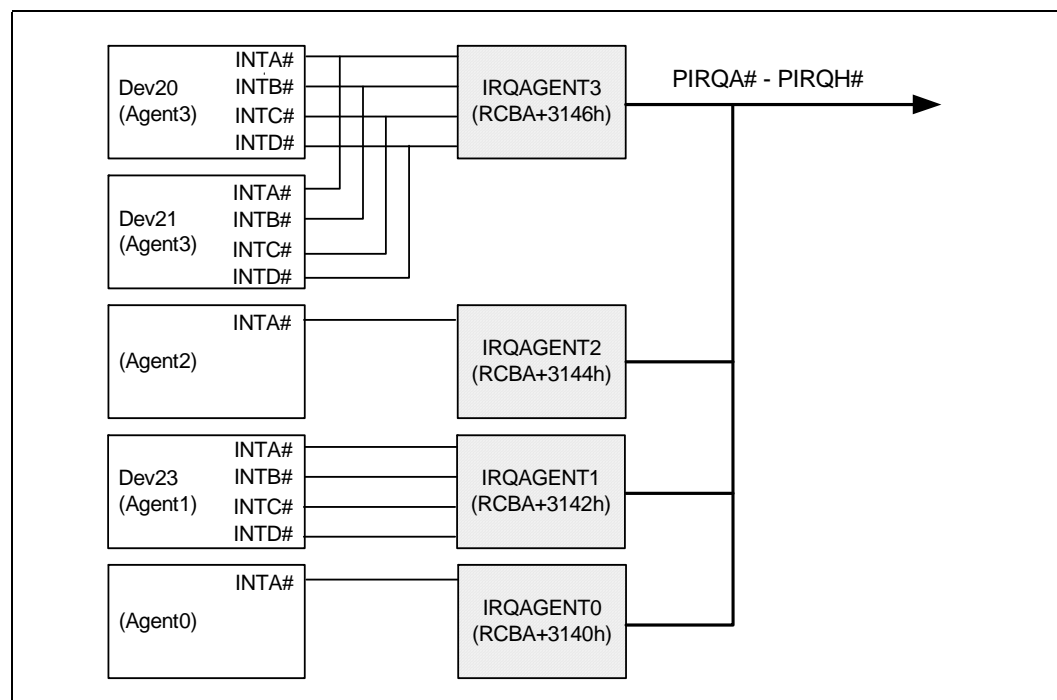 Dev20
(Agent3)
INTA#
INTB#
INTC#
INTD#
IRQAGENT3
(RCBA+3146h)
PIRQA# - PIRQH#
Dev21
(Agent3)
INTA#
INTB#
INTC#
INTD#
(Agent2)
INTA#
IRQAGENT2
(RCBA+3144h)
Dev23
(Agent1)
INTA#
INTB#
INTC#
INTD#
IRQAGENT1
(RCBA+3142h)
(Agent0)
INTA#
IRQAGENT0
(RCBA+3140h)